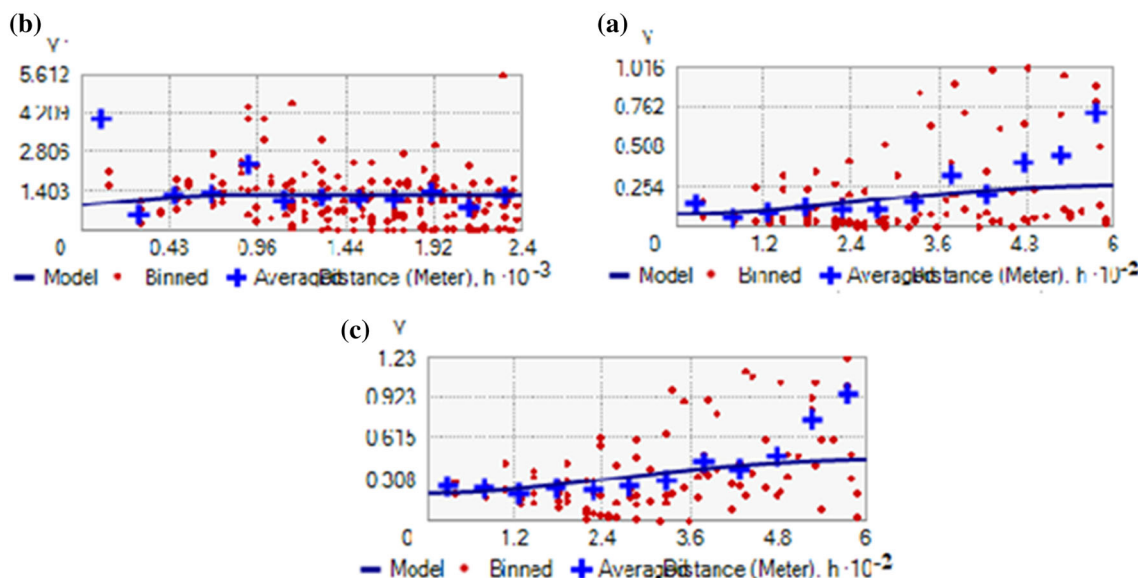 (b)
γ
5.612
4.209
2.806
1.403
0
0.43 0.96 1.44 1.92 2.4
Model Binned Averaged Distance (Meter), h ·10⁻³
(a)
γ
1.016
0.762
0.508
0.254
0
1.2 2.4 3.6 4.8 6
Model Binned Averaged Distance (Meter), h ·10⁻²
(c)
γ
1.23
0.923
0.615
0.308
0
1.2 2.4 3.6 4.8 6
Model Binned Averaged Distance (Meter), h ·10⁻²